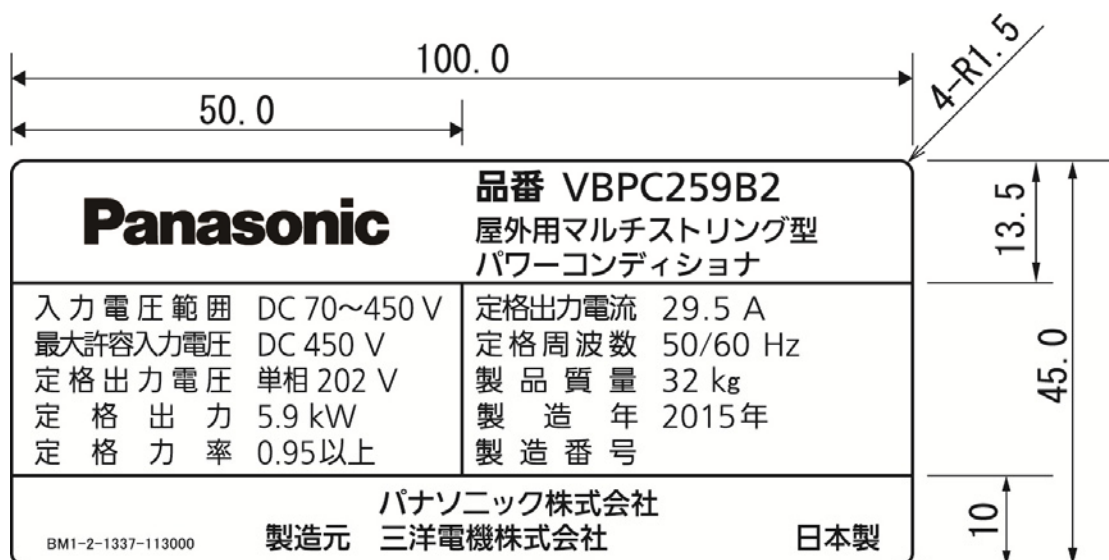 100.0
50.0
4-R1.5
Panasonic
品番 VBPC259B2
屋外用マルチストリング型
パワーコンディショナ
13.5
45.0
入力電圧範囲 DC 70～450 V
最大許容入力電圧 DC 450 V
定格出力電圧 単相 202 V
定格出力 5.9 kW
定格力率 0.95以上
定格出力電流 29.5 A
定格周波数 50/60 Hz
製品質量 32 kg
製造年 2015年
製造番号
10
パナソニック株式会社
製造元 三洋電機株式会社
日本製
BM1-2-1337-113000